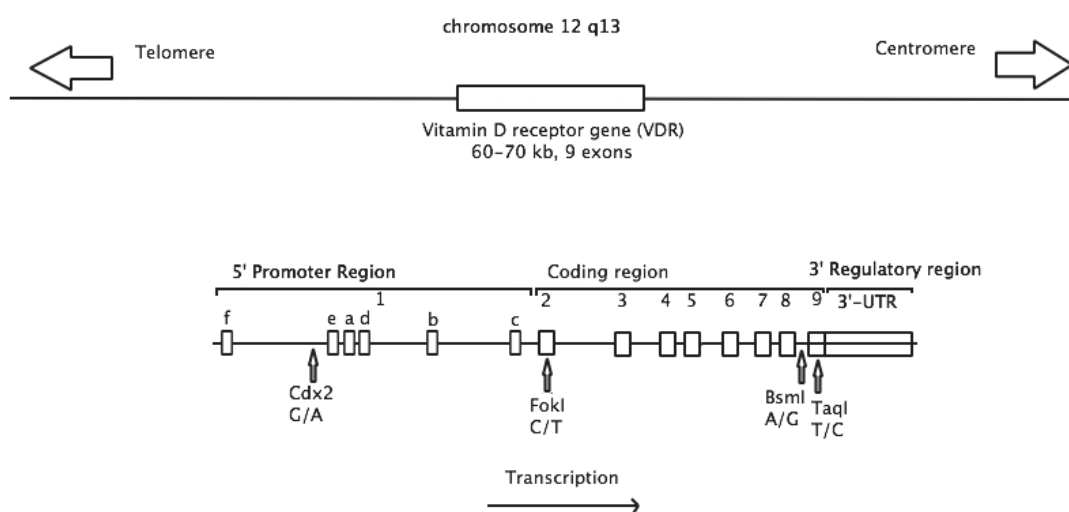 chromosome 12 q13
Telomere
Centromere
Vitamin D receptor gene (VDR)
60-70 kb, 9 exons
5' Promoter Region
Coding region
3' Regulatory region
1
2
3
4
5
6
7
8
9
3'-UTR
f
e
a
d
b
c
Cdx2
G/A
FokI
C/T
BsmI
A/G
TaqI
T/C
Transcription